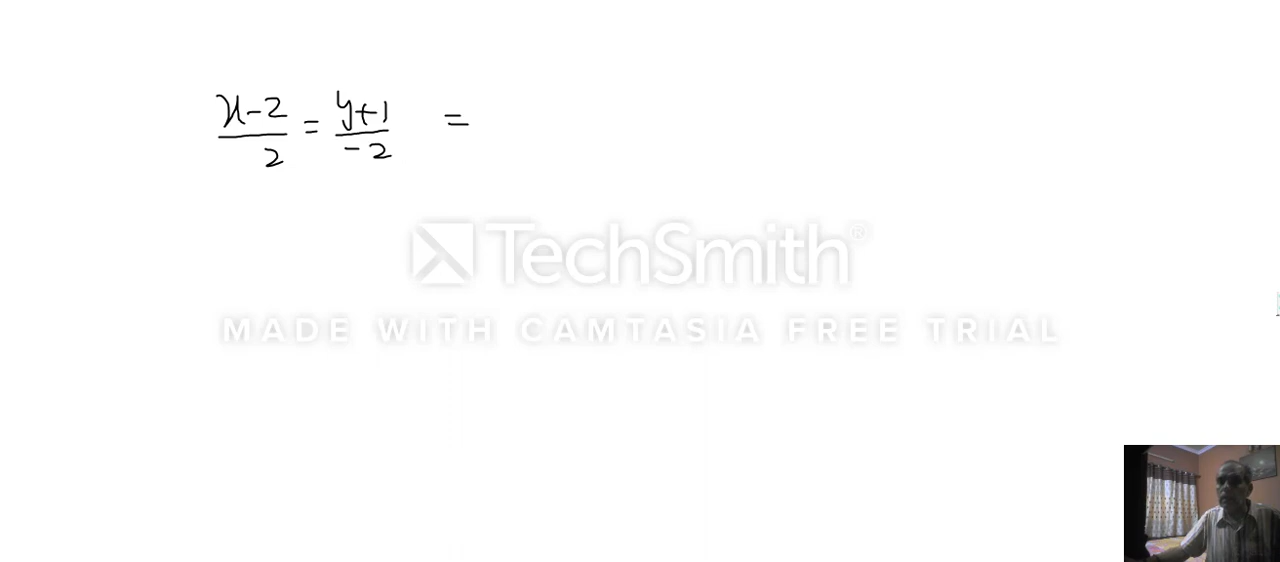 x-2/2 = y+1/-2 =
TechSmith®
MADE WITH CAMTASIA FREE TRIAL